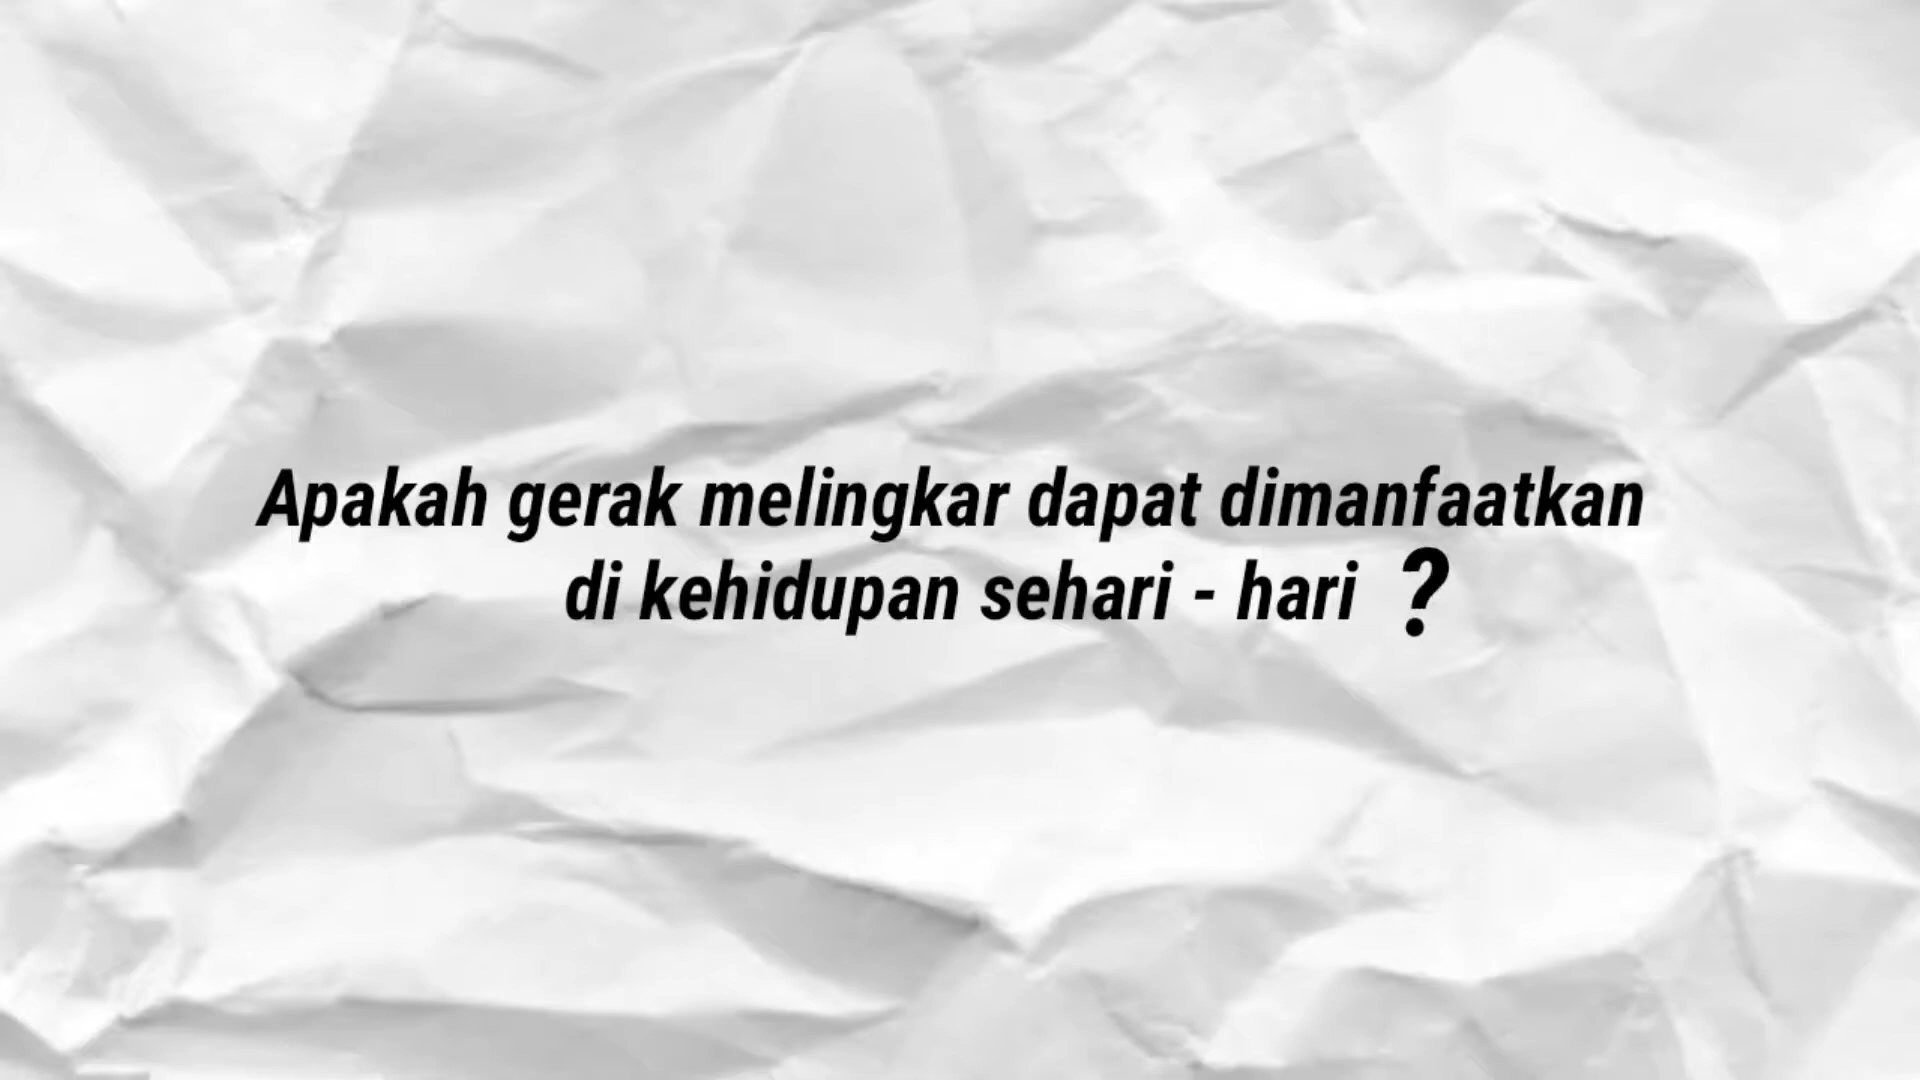 Apakah gerak melingkar dapat dimanfaatkan
di kehidupan sehari - hari ?